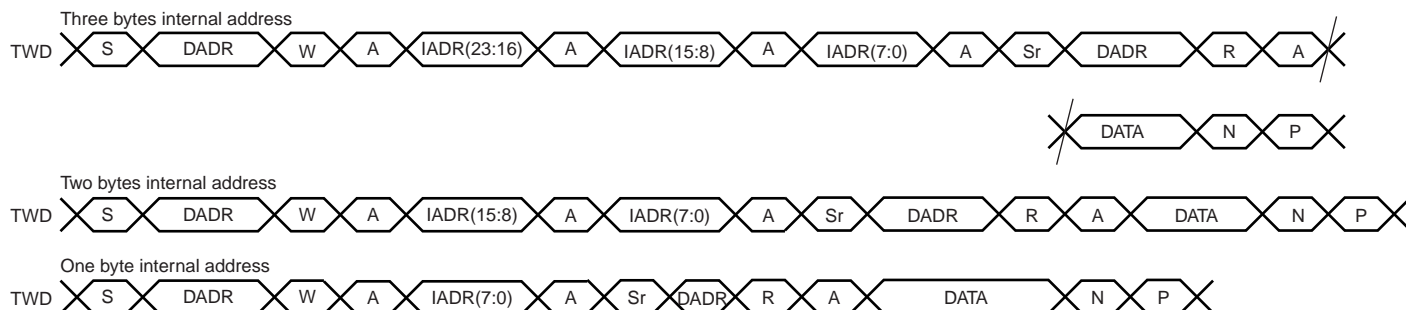 Three bytes internal address
TWD S DADR W A IADR(23:16) A IADR(15:8) A IADR(7:0) A Sr DADR R A
DATA N P
Two bytes internal address
TWD S DADR W A IADR(15:8) A IADR(7:0) A Sr DADR R A DATA N P
One byte internal address
TWD S DADR W A IADR(7:0) A Sr DADR R A DATA N P